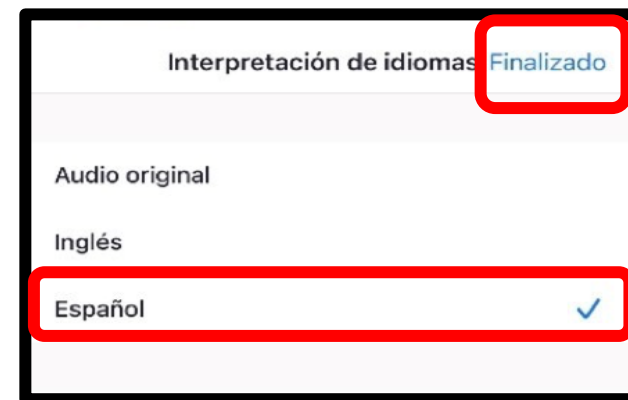 Interpretación de idiomas Finalizado
Audio original
Inglés
Español